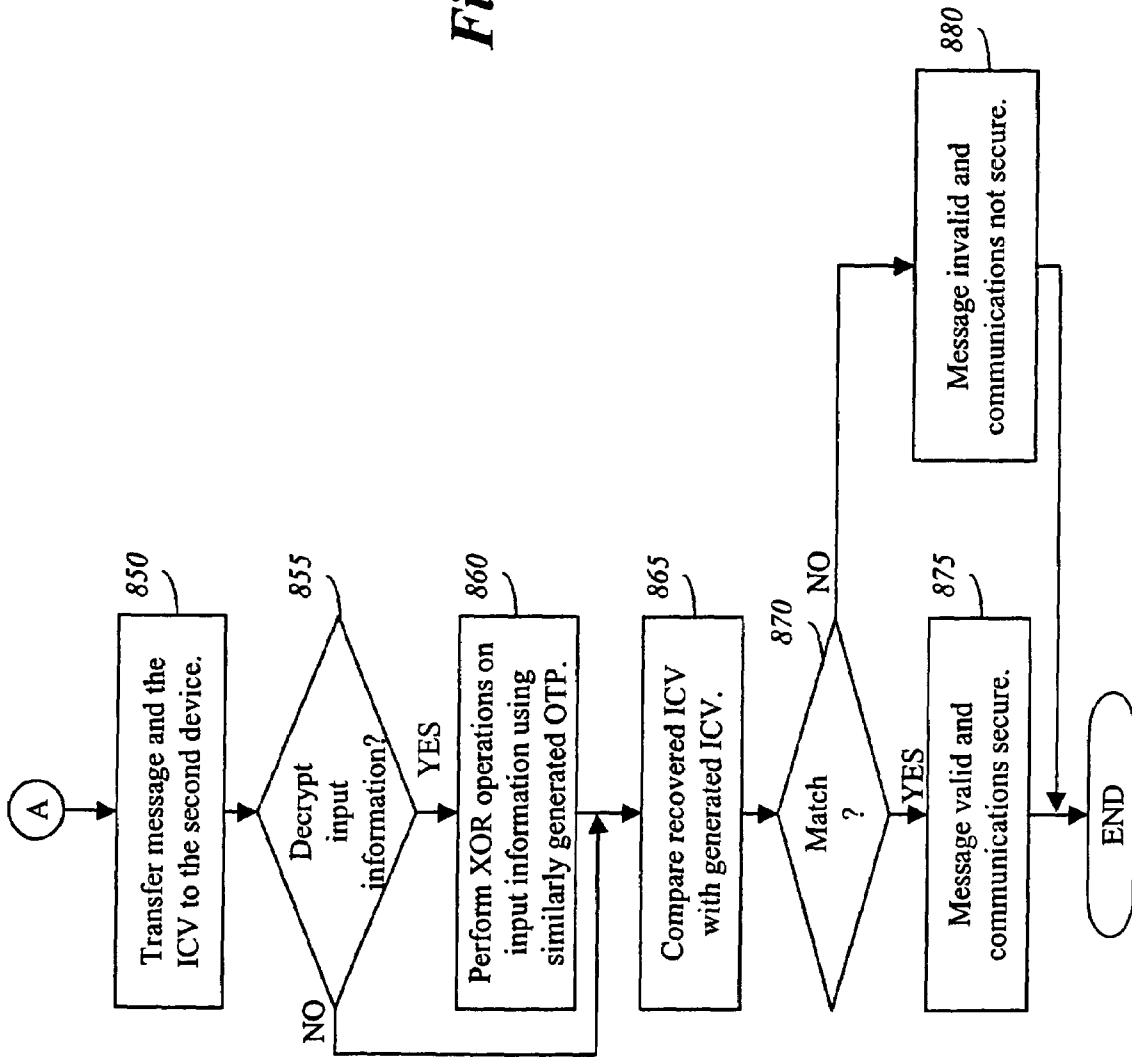 Fi
A
850
Transfer message and the
ICV to the second device.
855
Decrypt
input
information?
NO
YES
860
Perform XOR operations on
input information using
similarly generated OTP.
865
Compare recovered ICV
with generated ICV.
870
Match
?
NO
YES
880
Message invalid and
communications not secure.
875
Message valid and
communications secure.
END